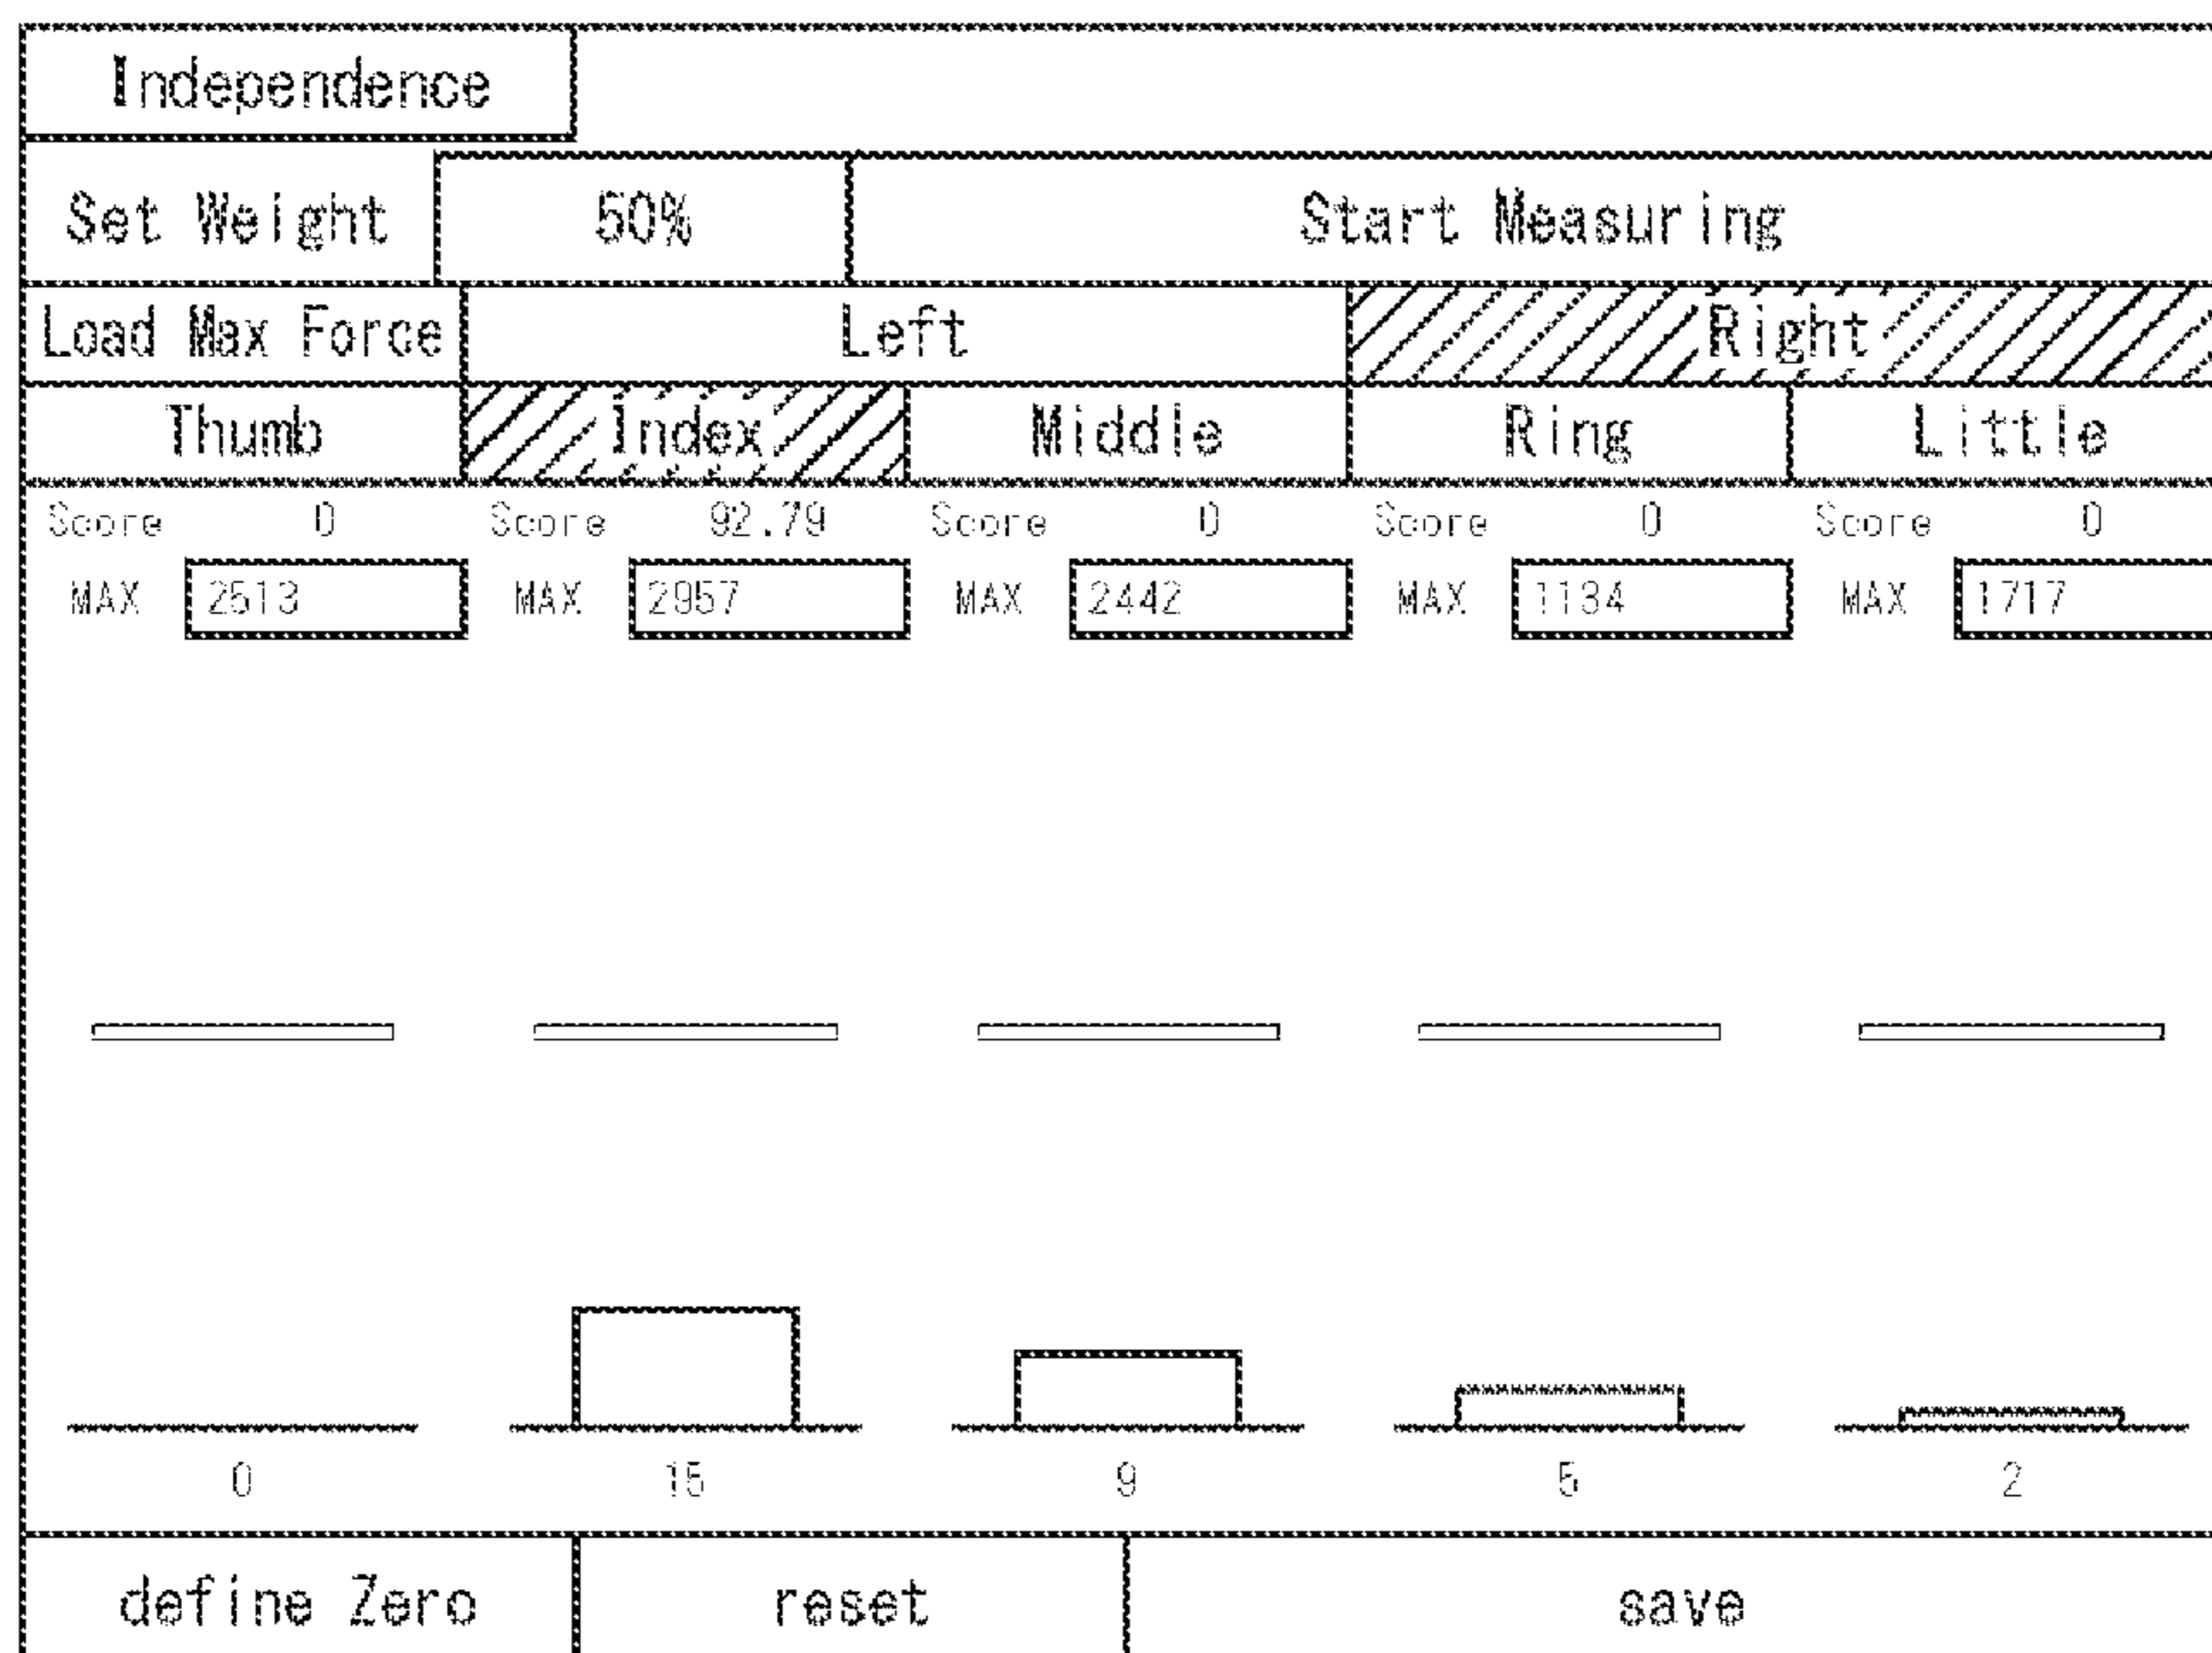 Independence
Set Weight 50% Start Measuring
Load Max Force Left Right
Thumb Index Middle Ring Little
Score 0 Score 92.79 Score 0 Score 0 Score 0
MAX 2513 MAX 2957 MAX 2442 MAX 1134 MAX 1717
0 15 9 5 2
define Zero reset save